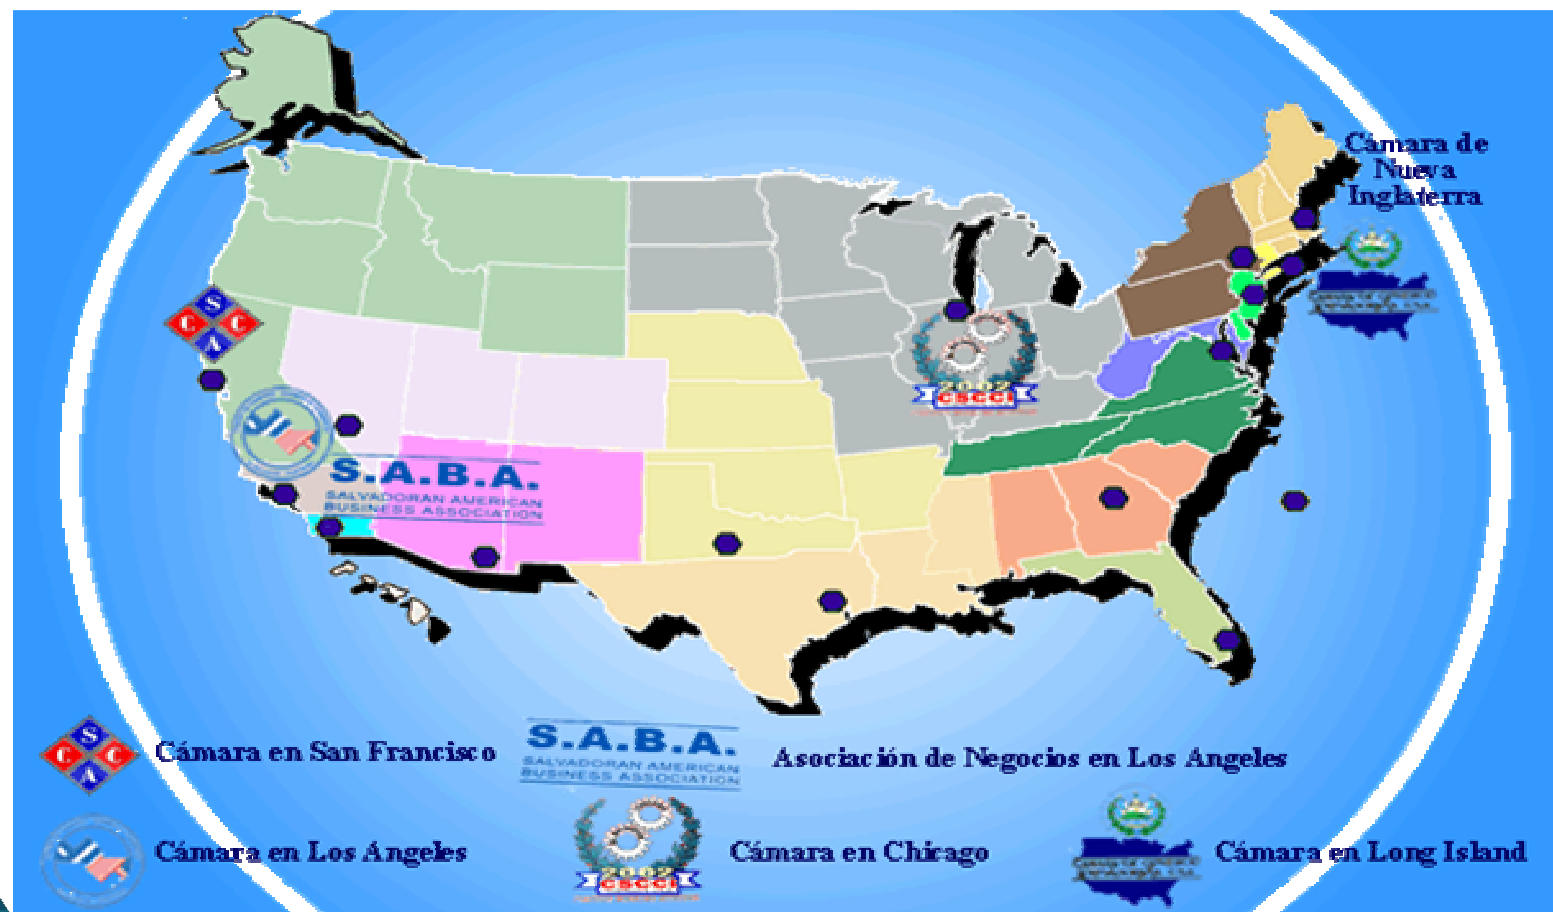 Cámara de
Nueva
Inglaterra
S
C C
A
2002
CSCCI
S.A.B.A.
SALVADORAN AMERICAN
BUSINESS ASSOCIATION
S
C C
A
Cámara en San Francisco
S.A.B.A.
SALVADORAN AMERICAN
BUSINESS ASSOCIATION
Asociación de Negocios en Los Angeles
Cámara en Los Angeles
2002
CSCCI
Cámara en Chicago
Cámara en Long Island